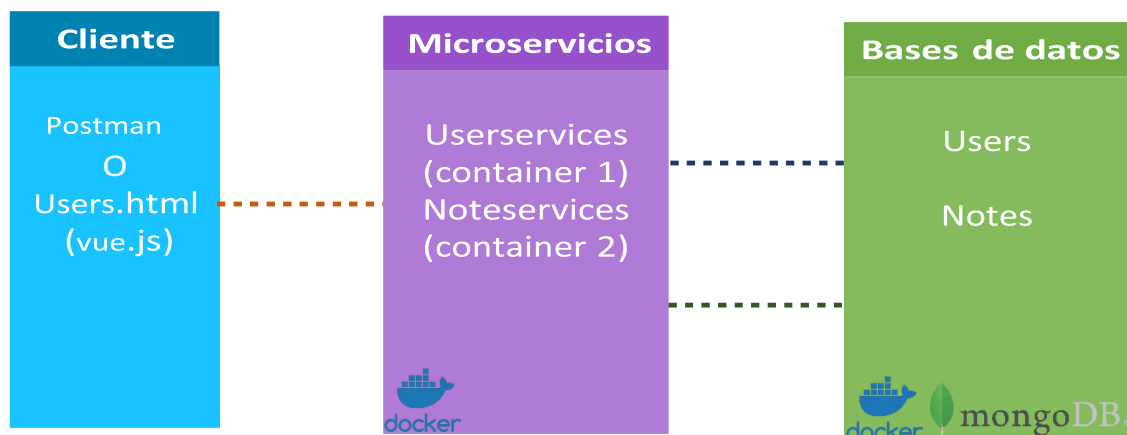 Cliente
Postman
O
Users.html
(vue.js)
Microservicios
Userservices
(container 1)
Noteservices
(container 2)
docker
Bases de datos
Users
Notes
docker
mongoDB.